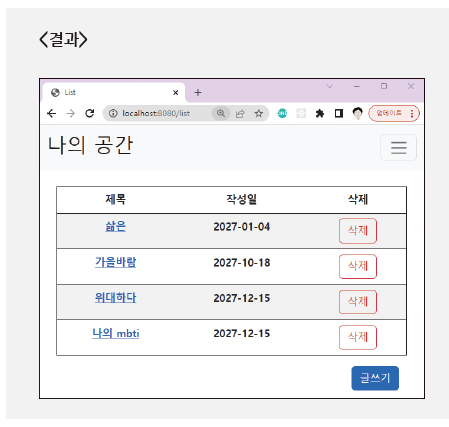 <결과>
List
localhost:8080/list
업데이트
나의 공간
제목 작성일 삭제
삶은 2027-01-04 삭제
가을바람 2027-10-18 삭제
위대하다 2027-12-15 삭제
나의 mbti 2027-12-15 삭제
글쓰기